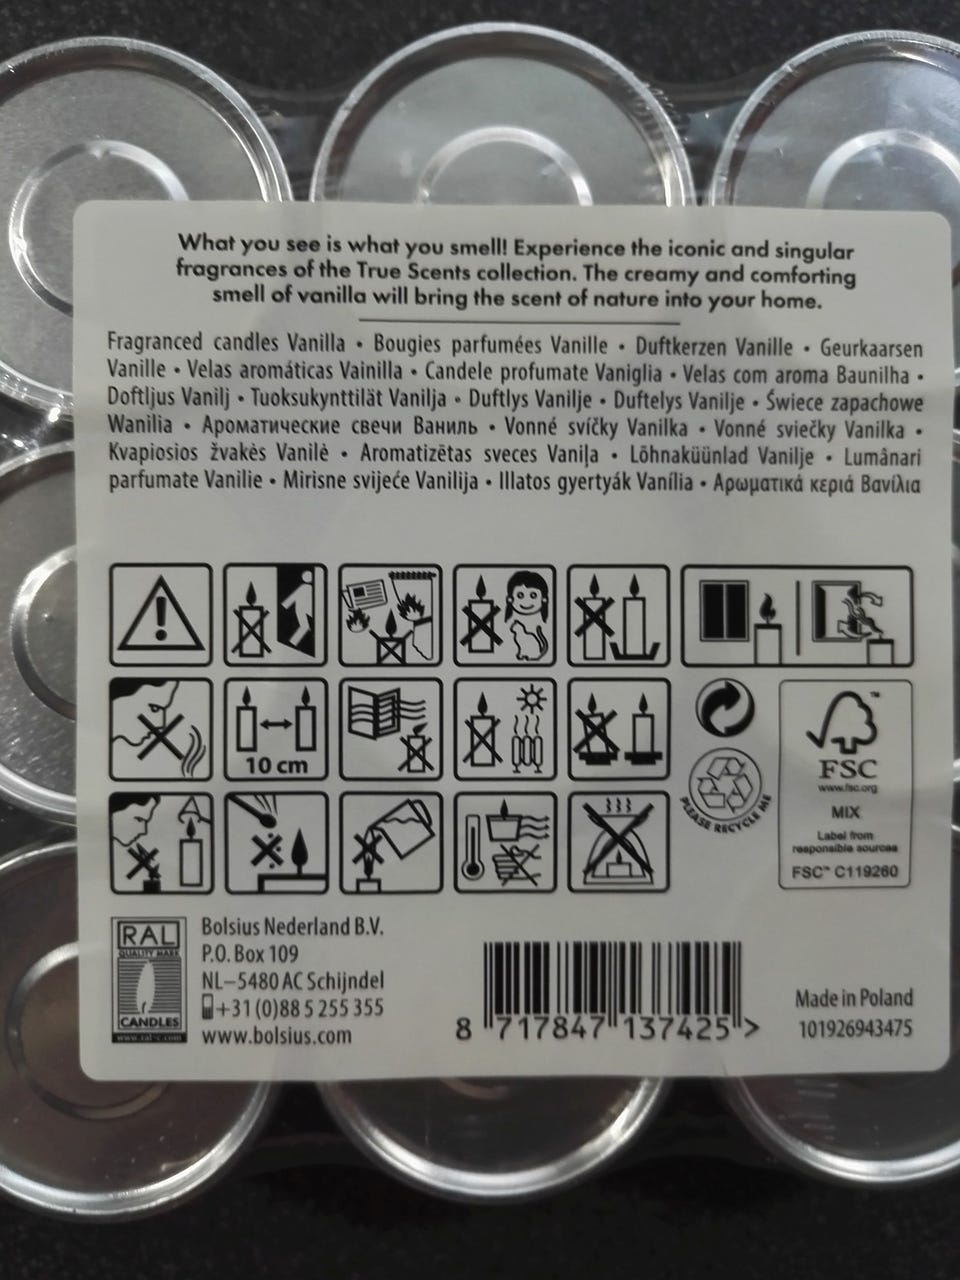 What you see is what you smell! Experience the iconic and singular
fragrances of the True Scents collection. The creamy and comforting
smell of vanilla will bring the scent of nature into your home.
Fragranced candles Vanilla • Bougies parfumées Vanille • Duftkerzen Vanille • Geurkaarsen
Vanille • Velas aromáticas Vainilla • Candele profumate Vaniglia • Velas com aroma Baunilha •
Doftljus Vanilj • Tuoksukynttilät Vanilja • Duftlys Vanilje • Duftelys Vanilje • Świece zapachowe
Wanilia • Ароматические свечи Ваниль • Vonné svíčky Vanilka • Vonné sviečky Vanilka •
Kvapiosios žvakės Vanilė • Aromatizētas sveces Vaniļa • Lõhnaküünlad Vanilje • Lumânari
parfumate Vanilie • Mirisne svijeće Vanilija • Illatos gyertyák Vanília • Αρωματικά κεριά Βανίλια
10 cm
PLEASE RECYCLE ME
™
FSC
www.fsc.org
MIX
Label from
responsible sources
FSC™ C119260
RAL
QUALITY MARK
CANDLES
www.ral-c.com
Bolsius Nederland B.V.
P.O. Box 109
NL–5480 AC Schijndel
+31 (0)88 5 255 355
www.bolsius.com
8 717847 137425 >
Made in Poland
101926943475